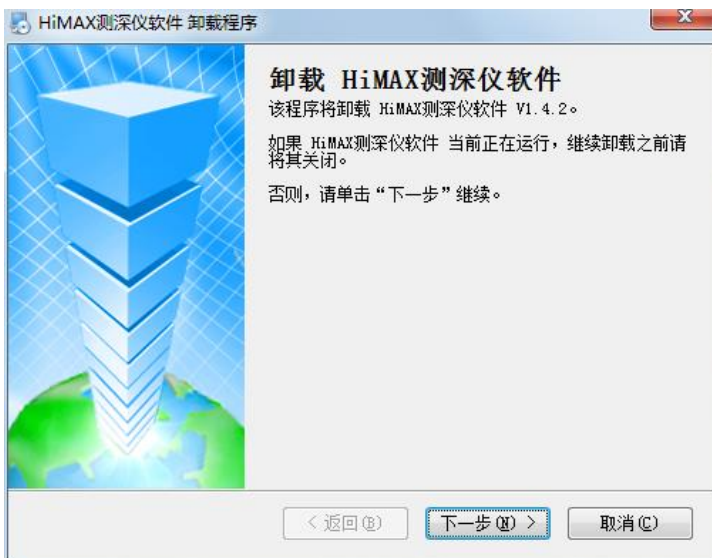 HiMAX测深仪软件 卸载程序
卸载 HiMAX测深仪软件
该程序将卸载 HiMAX测深仪软件 V1.4.2。
如果 HiMAX测深仪软件 当前正在运行，继续卸载之前请
将其关闭。
否则，请单击“下一步”继续。
< 返回(B)
下一步(N) >
取消(C)